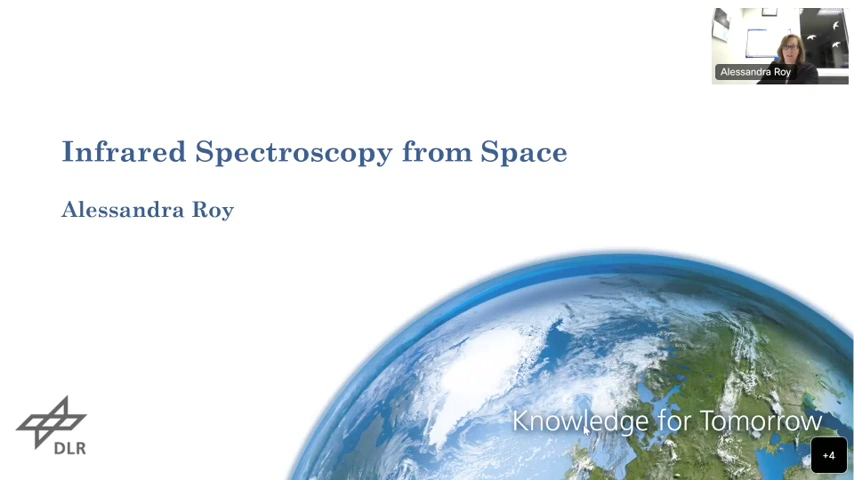 Alessandra Roy
Infrared Spectroscopy from Space
Alessandra Roy
Knowledge for Tomorrow
DLR
+4